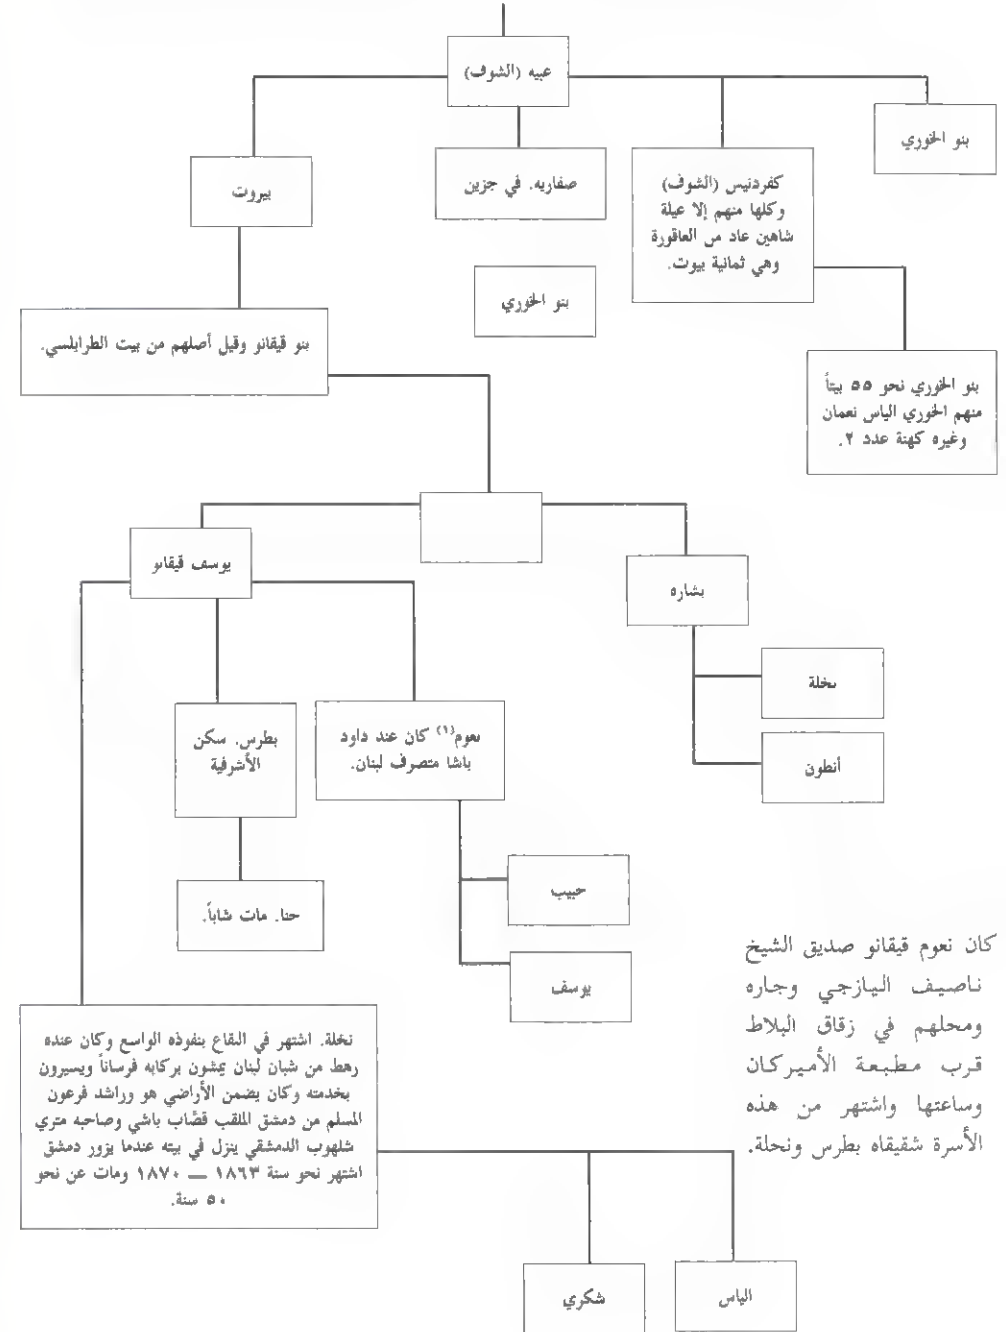 عبيه (الشوف)
بنو الخوري
كفردنيس (الشوف)
وكلها منهم إلا عيلة
شاهين عاد من العاقورة
وهي ثمانية بيوت.
صفاريه. في جزين
بيروت
بنو الخوري
بنو قيقانو وقيل أصلهم من بيت الطرابلسي.
بنو الخوري نحو ٥٥ بيتاً
منهم الخوري الياس نعمان
وغيره كهنة عدد ٢.
يوسف قيقانو
بشاره
نخلة
أنطون
نعوم(١) كان عند داود
باشا متصرف لبنان.
بطرس. سكن
الأشرفية
حبيب
حنا. مات شاباً.
يوسف
كان نعوم قيقانو صديق الشيخ
ناصيف اليازجي وجاره
ومحلهم في زقاق البلاط
قرب مطبعة الأميركان
وساعتها واشتهر من هذه
الأسرة شقيقاه بطرس ونحلة.
نخلة. اشتهر في البقاع بنفوذه الواسع وكان عنده
رهط من شبان لبنان يمشون بركابه فرساناً ويسيرون
بخدمته وكان يضمن الأراضي هو وراشد فرعون
المسلم من دمشق الملقب قصّاب باشي وصاحبه متري
شلهوب الدمشقي ينزل في بيته عندما يزور دمشق
اشتهر نحو سنة ١٨٦٣ — ١٨٧٠ ومات عن نحو
٥٠ سنة.
الياس
شكري